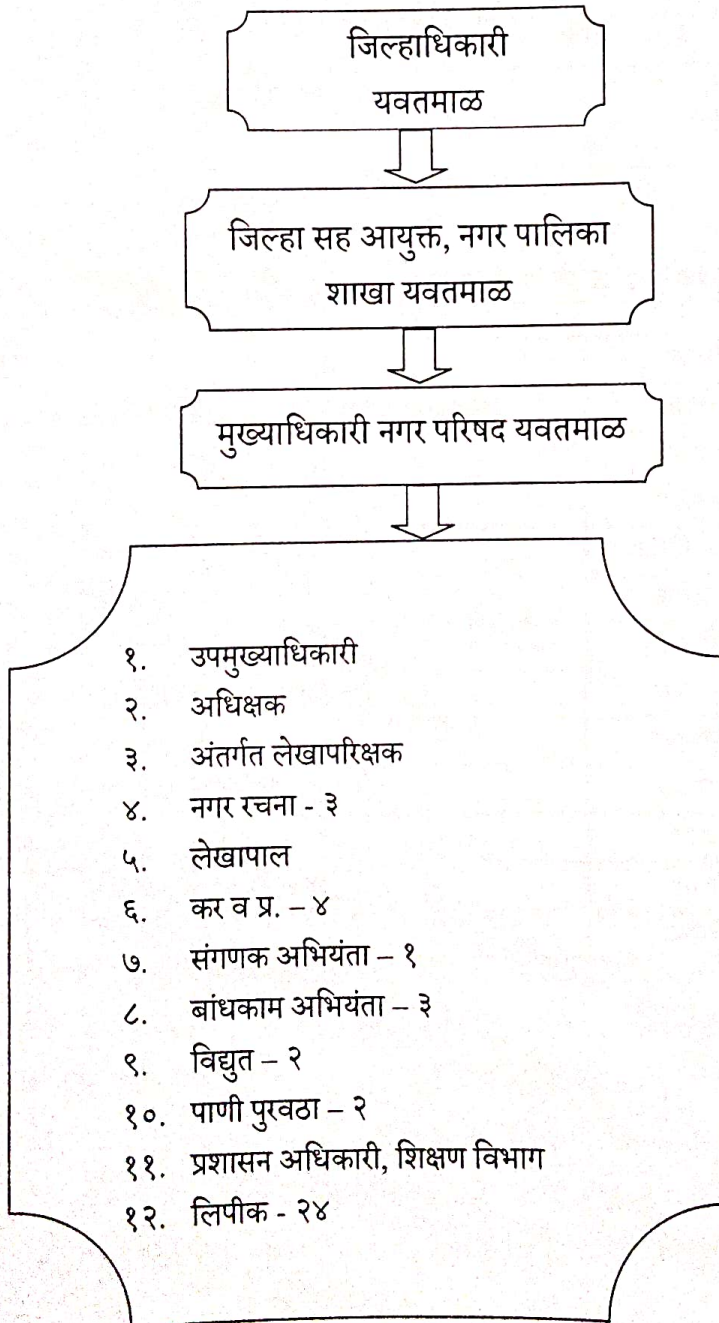 जिल्हाधिकारी
यवतमाळ
जिल्हा सह आयुक्त, नगर पालिका
शाखा यवतमाळ
मुख्याधिकारी नगर परिषद यवतमाळ
१. उपमुख्याधिकारी
२. अधिक्षक
३. अंतर्गत लेखापरिक्षक
४. नगर रचना - ३
५. लेखापाल
६. कर व प्र. – ४
७. संगणक अभियंता – १
८. बांधकाम अभियंता – ३
९. विद्युत – २
१०. पाणी पुरवठा – २
११. प्रशासन अधिकारी, शिक्षण विभाग
१२. लिपीक - २४